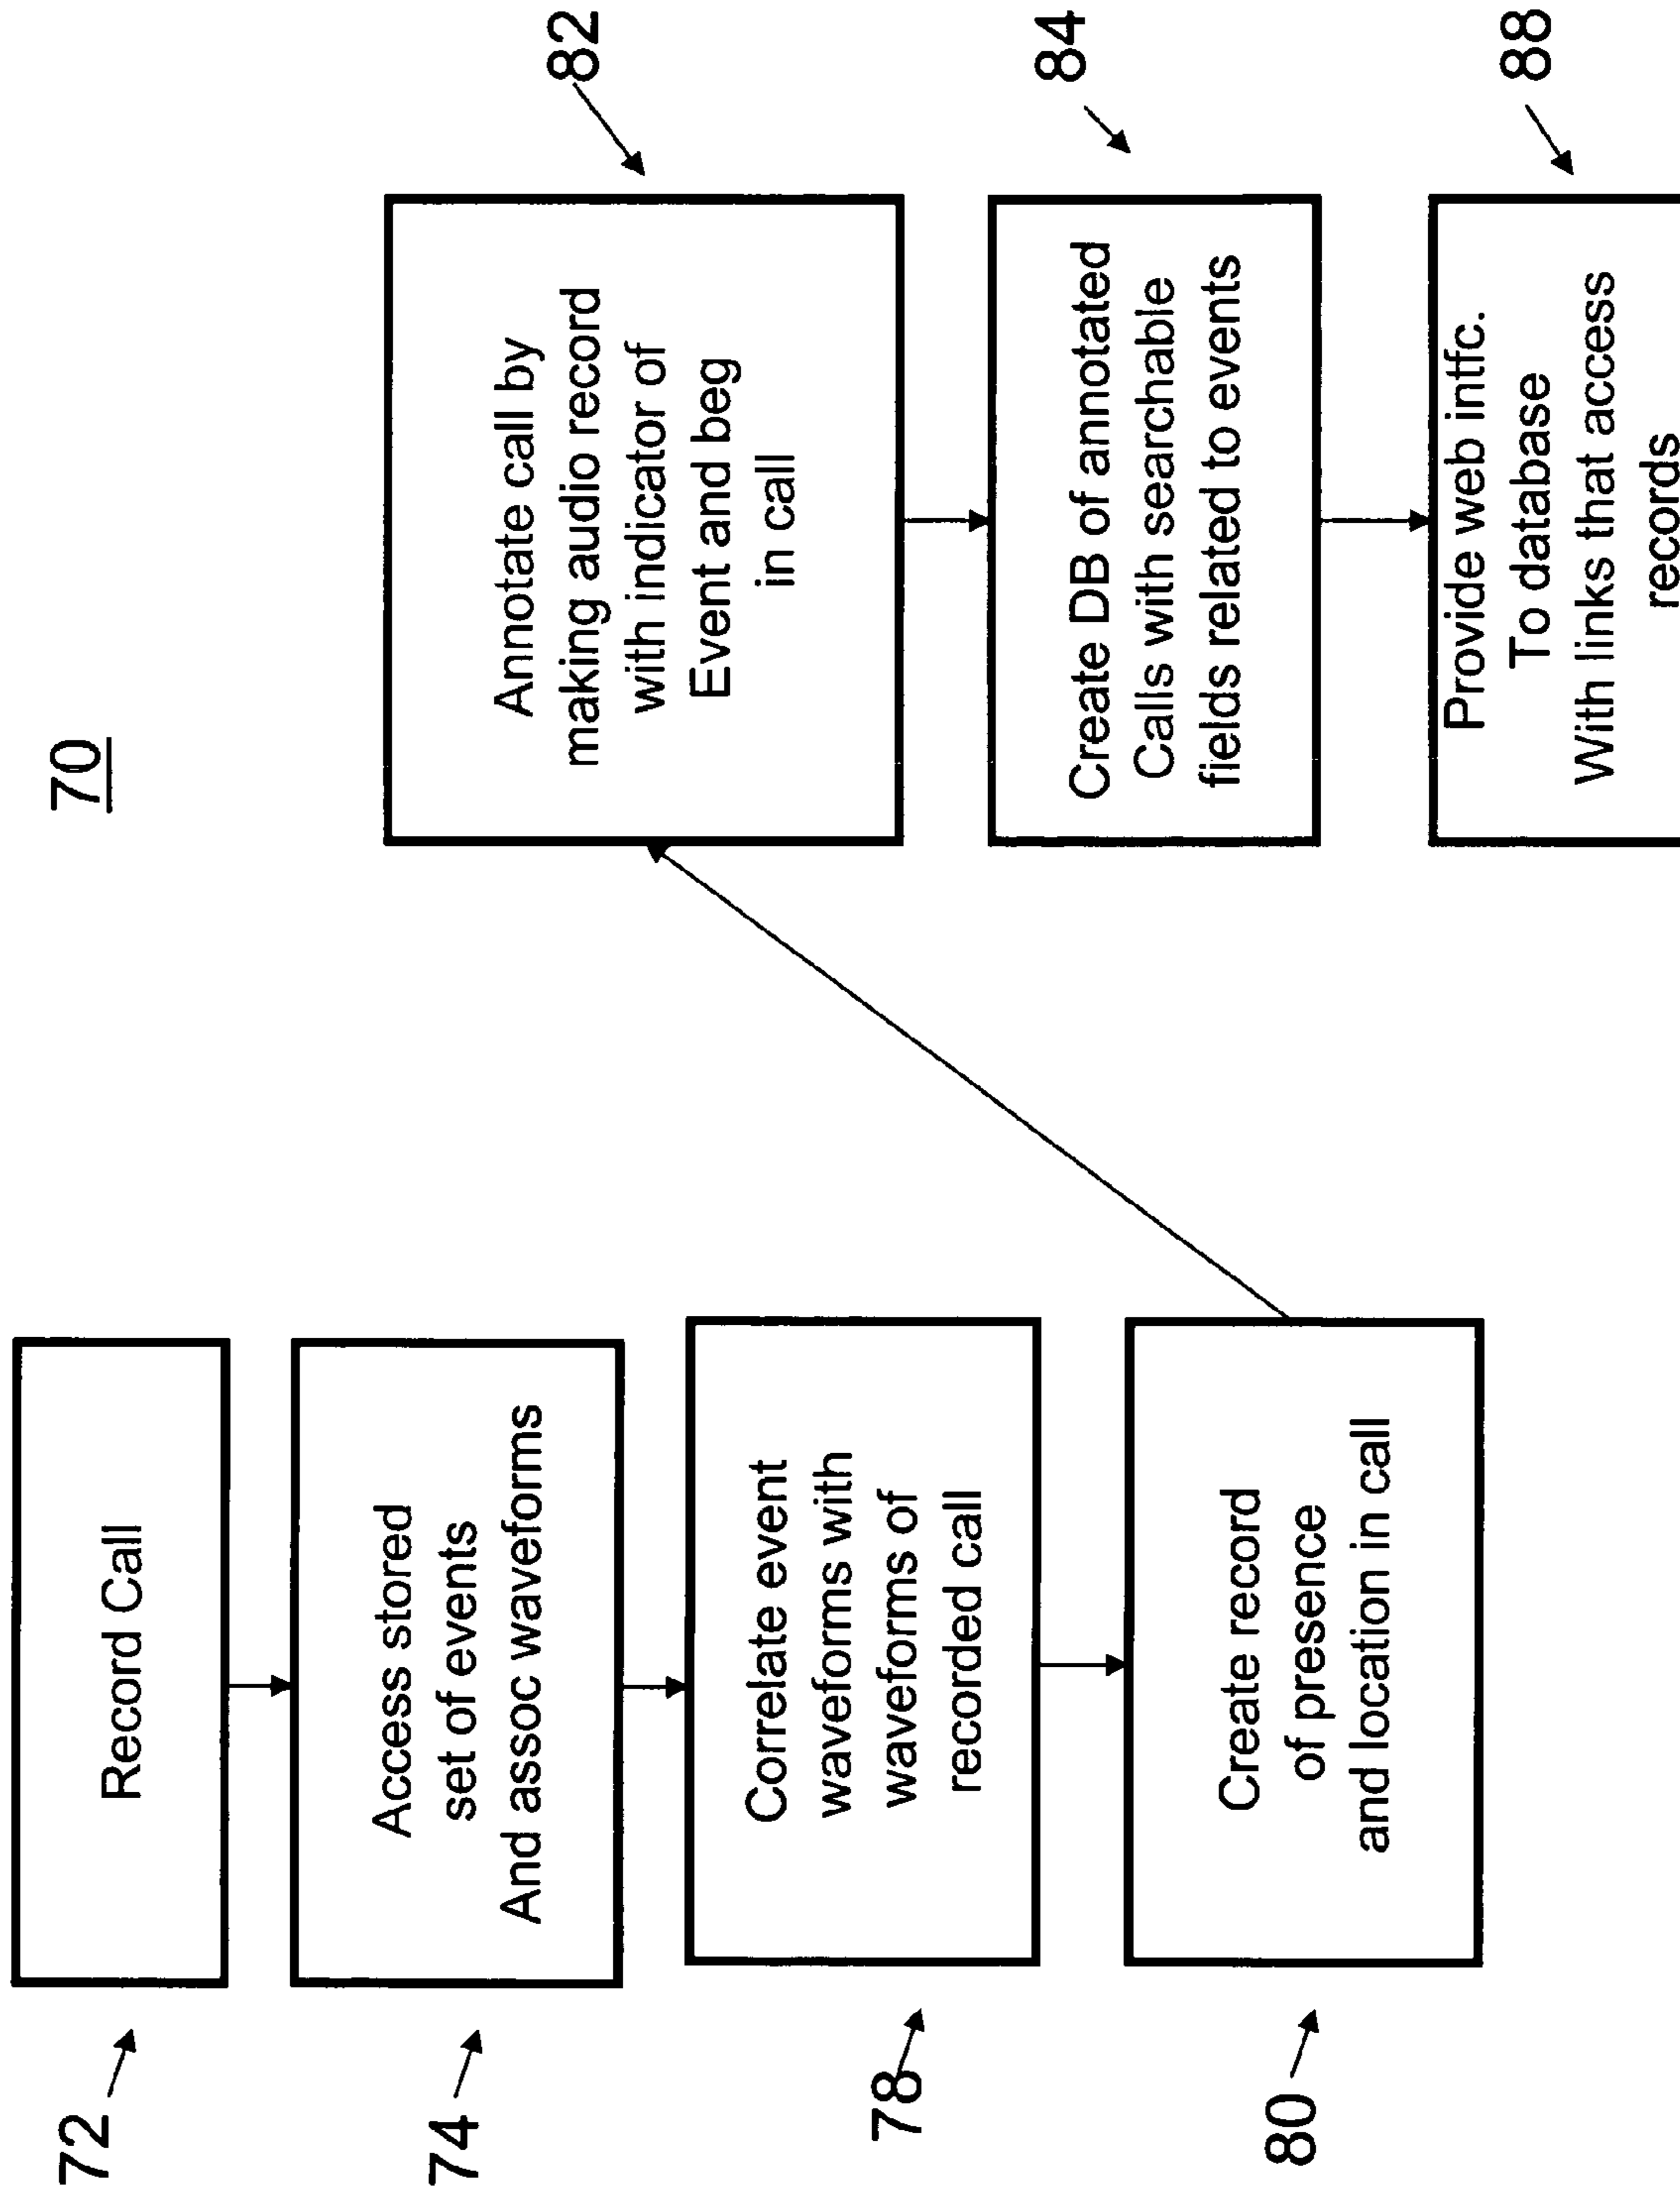 70
72
Record Call
74
Access stored
set of events
And assoc waveforms
78
Correlate event
waveforms with
waveforms of
recorded call
80
Create record
of presence
and location in call
82
Annotate call by
making audio record
with indicator of
Event and beg
in call
84
Create DB of annotated
Calls with searchable
fields related to events
88
Provide web intfc.
To database
With links that access
records